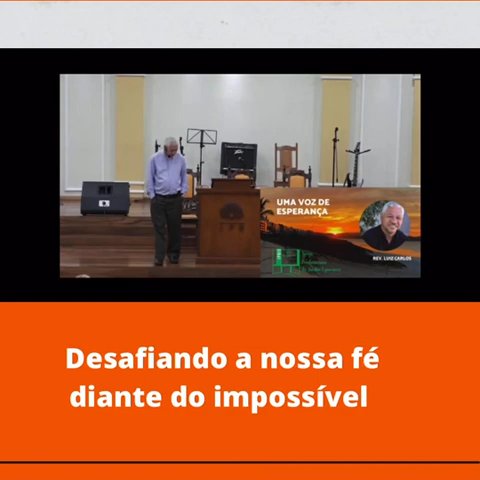 UMA VOZ DE
ESPERANÇA
REV. LUIZ CARLOS
Desafiando a nossa fé
diante do impossível